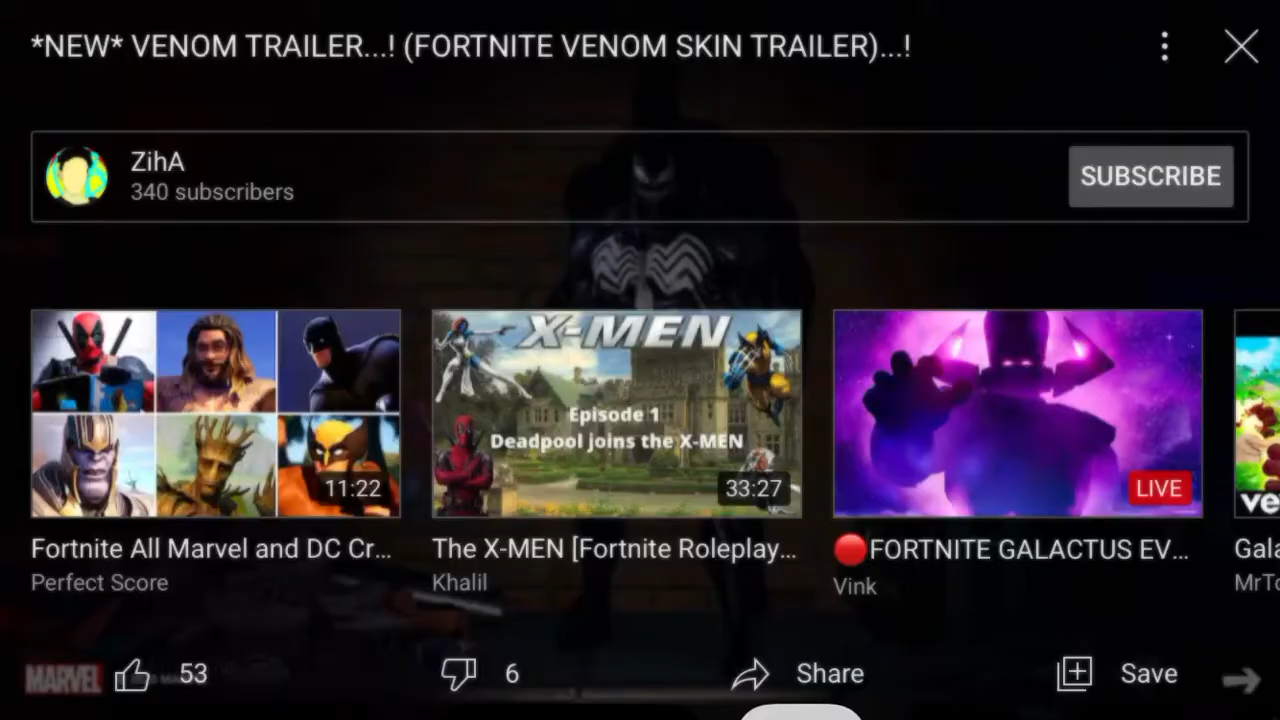 *NEW* VENOM TRAILER...! (FORTNITE VENOM SKIN TRAILER)...!
ZihA
340 subscribers
SUBSCRIBE
X-MEN
Episode 1
Deadpool joins the X-MEN
11:22
33:27
LIVE
ve
Fortnite All Marvel and DC Cr...
Perfect Score
The X-MEN [Fortnite Roleplay...
Khalil
FORTNITE GALACTUS EV...
Vink
Gala
MrTo
MARVEL
53
6
Share
Save